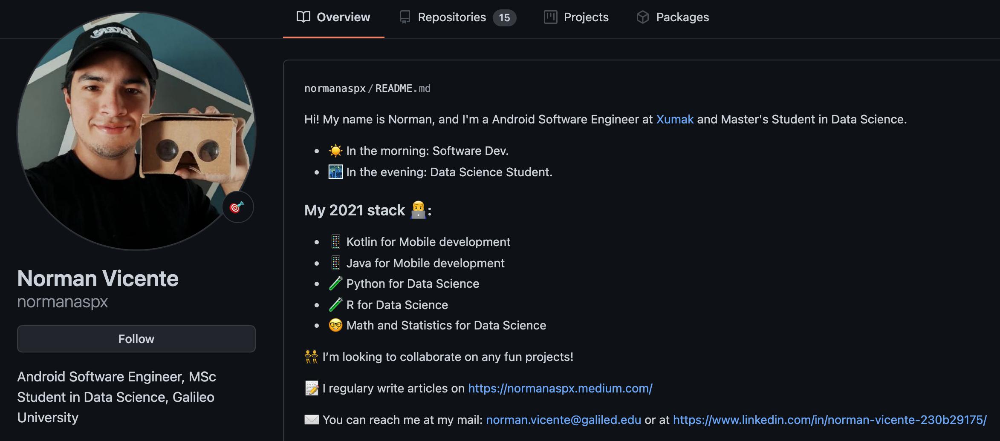 Overview
Repositories 15
Projects
Packages
LAKERS
Norman Vicente
normanaspx
Follow
Android Software Engineer, MSc
Student in Data Science, Galileo
University
normanaspx/README.md
Hi! My name is Norman, and I'm a Android Software Engineer at Xumak and Master's Student in Data Science.
In the morning: Software Dev.
In the evening: Data Science Student.
My 2021 stack 👨‍💻:
Kotlin for Mobile development
Java for Mobile development
Python for Data Science
R for Data Science
Math and Statistics for Data Science
I’m looking to collaborate on any fun projects!
I regulary write articles on https://normanaspx.medium.com/
You can reach me at my mail: norman.vicente@galiled.edu or at https://www.linkedin.com/in/norman-vicente-230b29175/